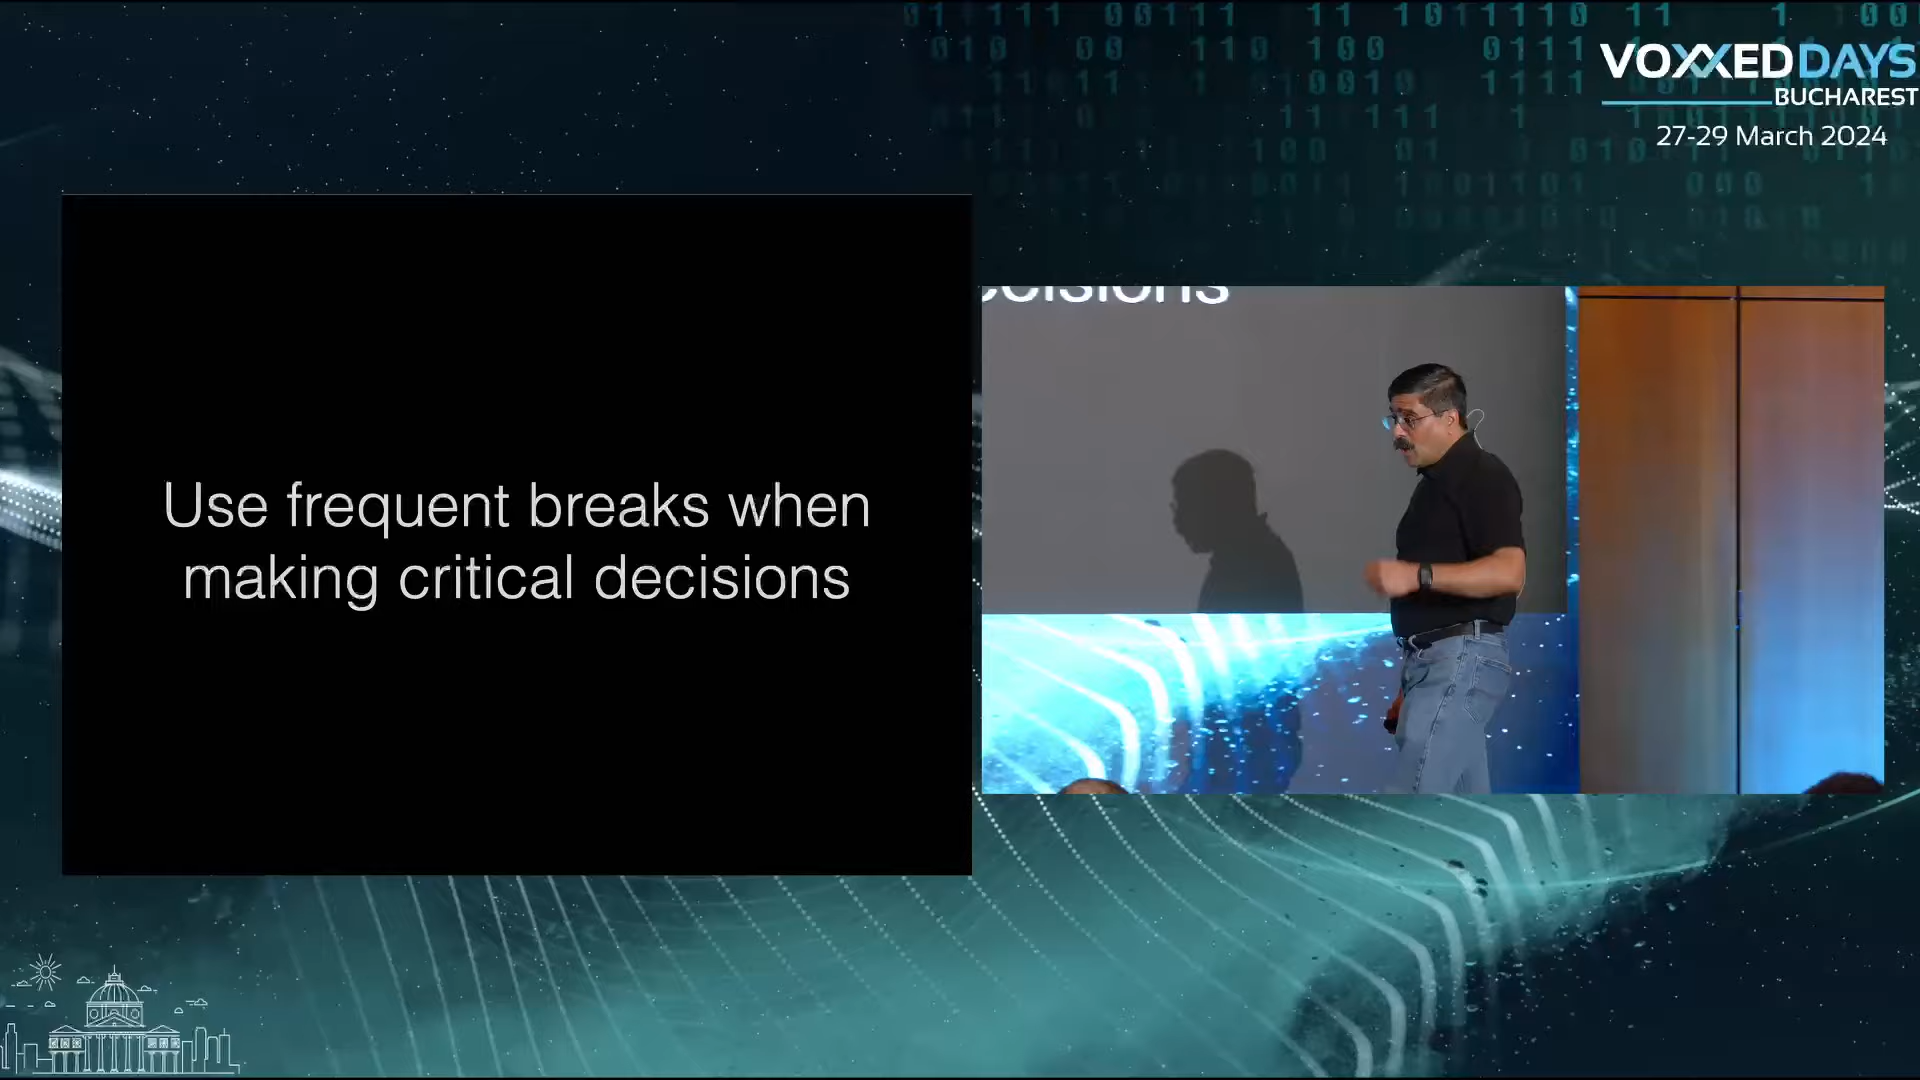 VOXXEDDAYS
BUCHAREST
27-29 March 2024
Use frequent breaks when
making critical decisions